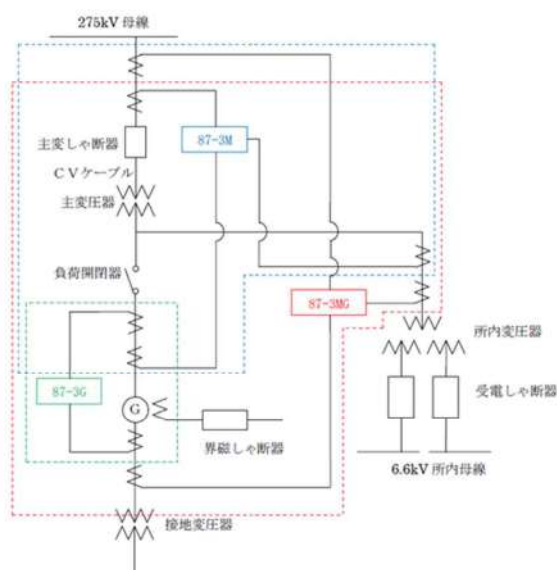 275kV 母線
主変しゃ断器
87-3M
CVケーブル
主変圧器
負荷開閉器
87-3MG
所内変圧器
87-3G
G
受電しゃ断器
界磁しゃ断器
6.6kV 所内母線
接地変圧器